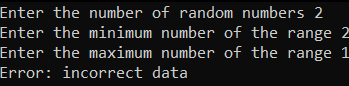 Enter the number of random numbers 2
Enter the minimum number of the range 2
Enter the maximum number of the range 1
Error: incorrect data